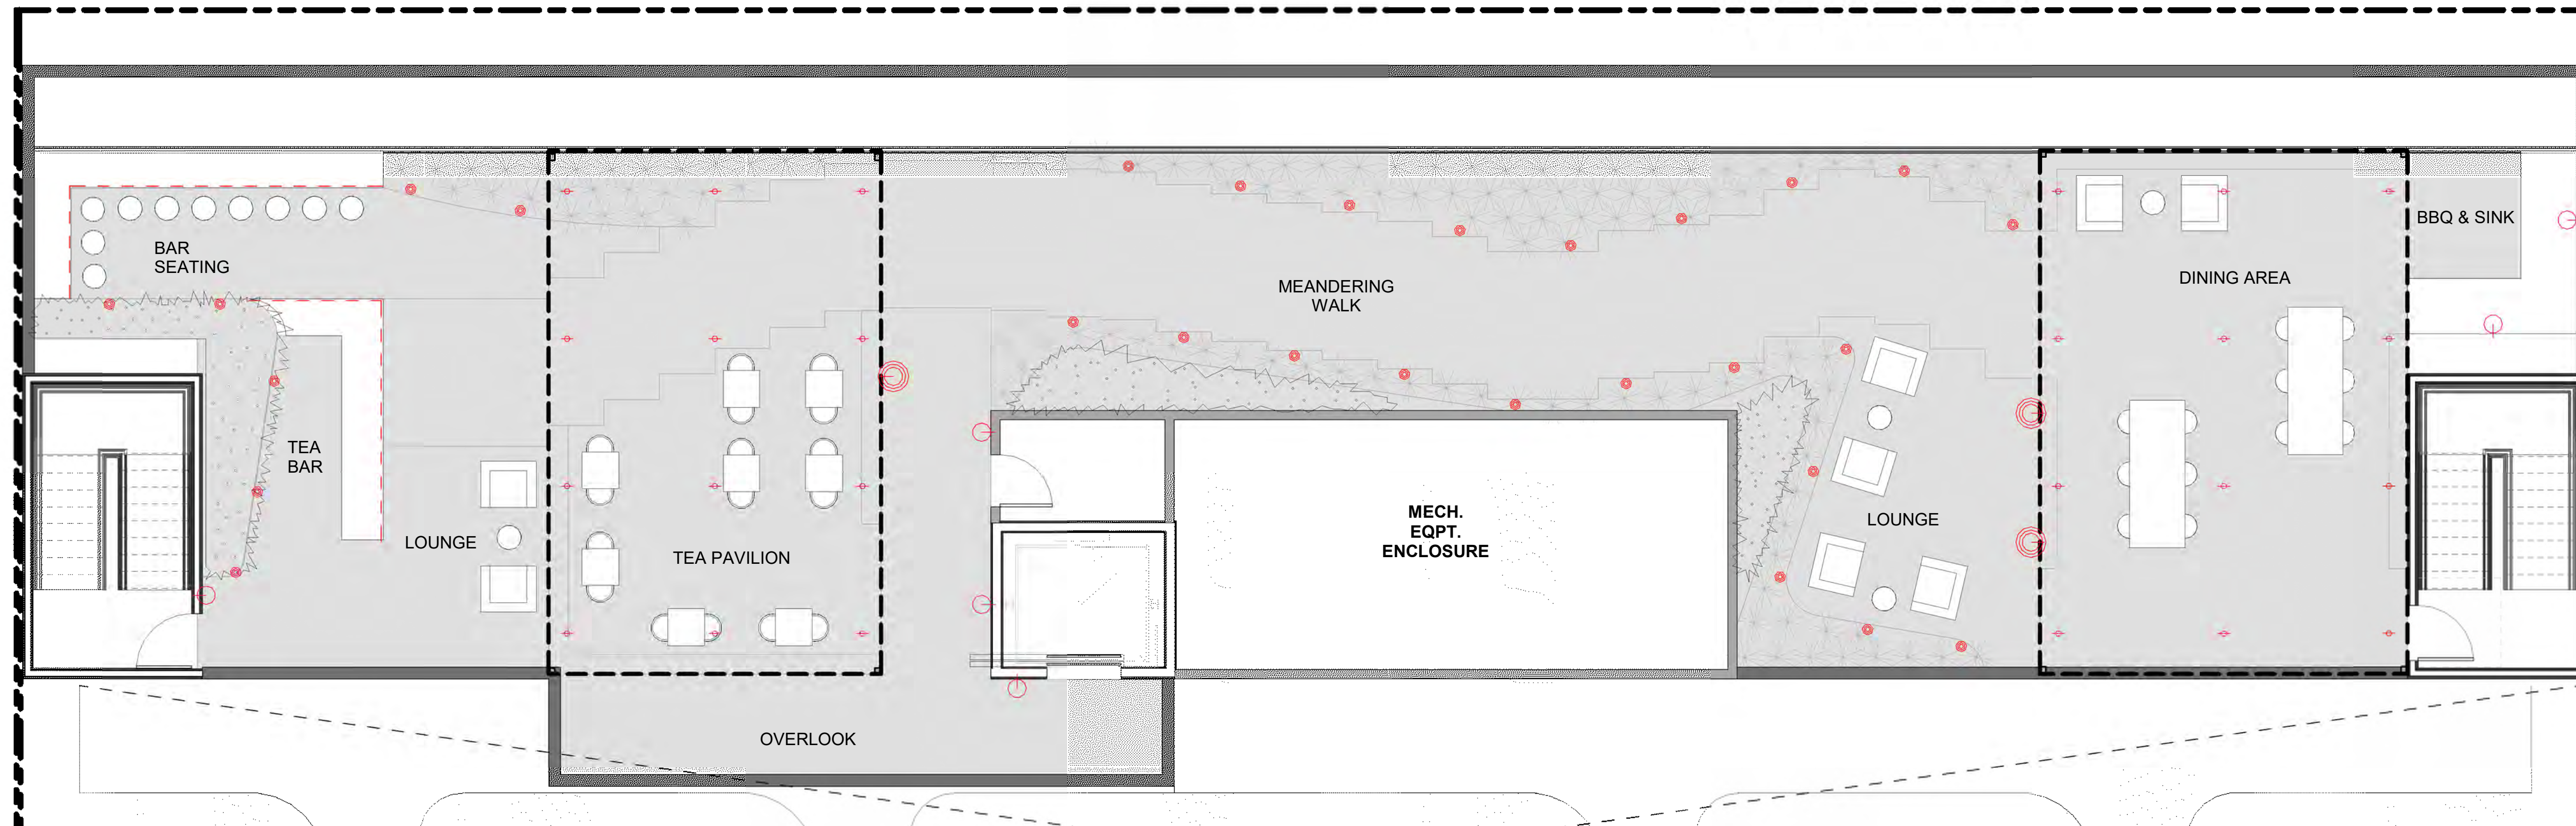 BAR
SEATING
TEA
BAR
LOUNGE
TEA PAVILION
OVERLOOK
MEANDERING
WALK
MECH.
EQPT.
ENCLOSURE
LOUNGE
DINING AREA
BBQ & SINK